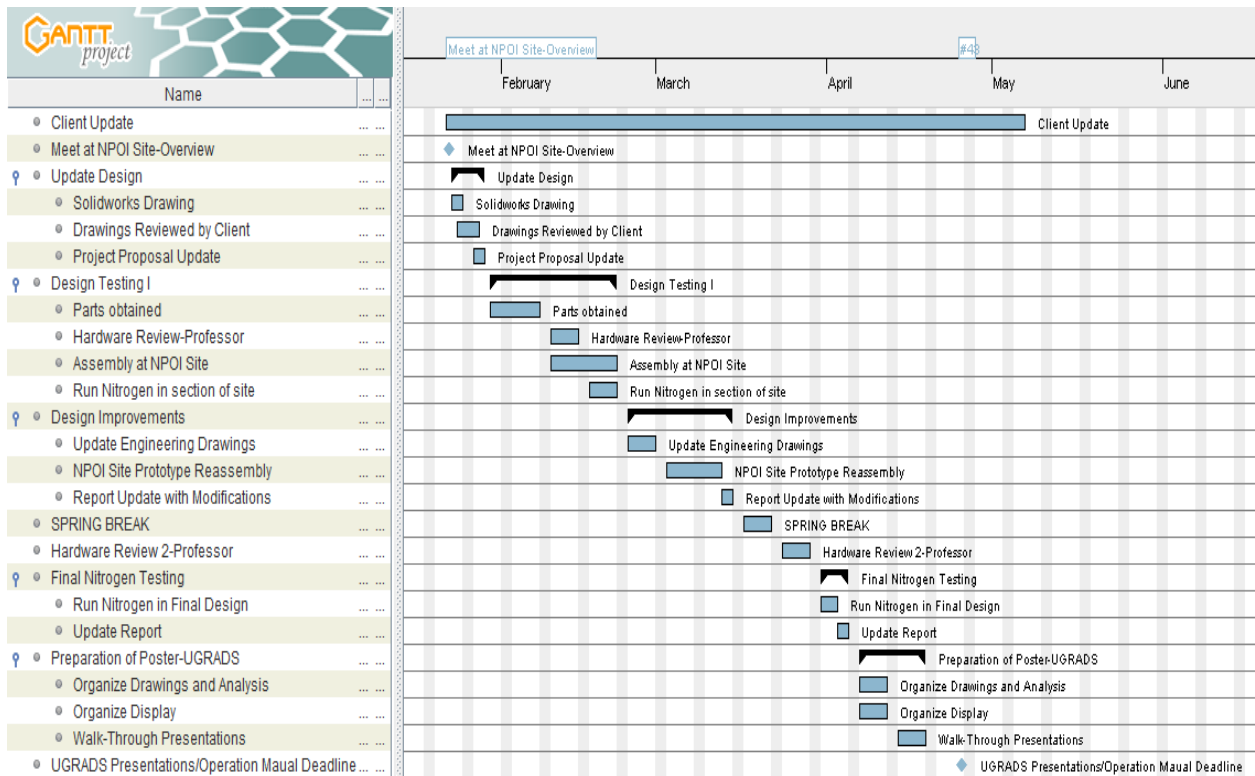 GANTT
project
Meet at NPOI Site-Overview
#43
February March April May June
Name ... ...
Client Update ... ... Client Update
Meet at NPOI Site-Overview ... ... Meet at NPOI Site-Overview
Update Design ... ... Update Design
Solidworks Drawing ... ... Solidworks Drawing
Drawings Reviewed by Client ... ... Drawings Reviewed by Client
Project Proposal Update ... ... Project Proposal Update
Design Testing I ... ... Design Testing I
Parts obtained ... ... Parts obtained
Hardware Review-Professor ... ... Hardware Review-Professor
Assembly at NPOI Site ... ... Assembly at NPOI Site
Run Nitrogen in section of site ... ... Run Nitrogen in section of site
Design Improvements ... ... Design Improvements
Update Engineering Drawings ... ... Update Engineering Drawings
NPOI Site Prototype Reassembly ... ... NPOI Site Prototype Reassembly
Report Update with Modifications ... ... Report Update with Modifications
SPRING BREAK ... ... SPRING BREAK
Hardware Review 2-Professor ... ... Hardware Review 2-Professor
Final Nitrogen Testing ... ... Final Nitrogen Testing
Run Nitrogen in Final Design ... ... Run Nitrogen in Final Design
Update Report ... ... Update Report
Preparation of Poster-UGRADS ... ... Preparation of Poster-UGRADS
Organize Drawings and Analysis ... ... Organize Drawings and Analysis
Organize Display ... ... Organize Display
Walk-Through Presentations ... ... Walk-Through Presentations
UGRADS Presentations/Operation Maual Deadline ... ... UGRADS Presentations/Operation Maual Deadline